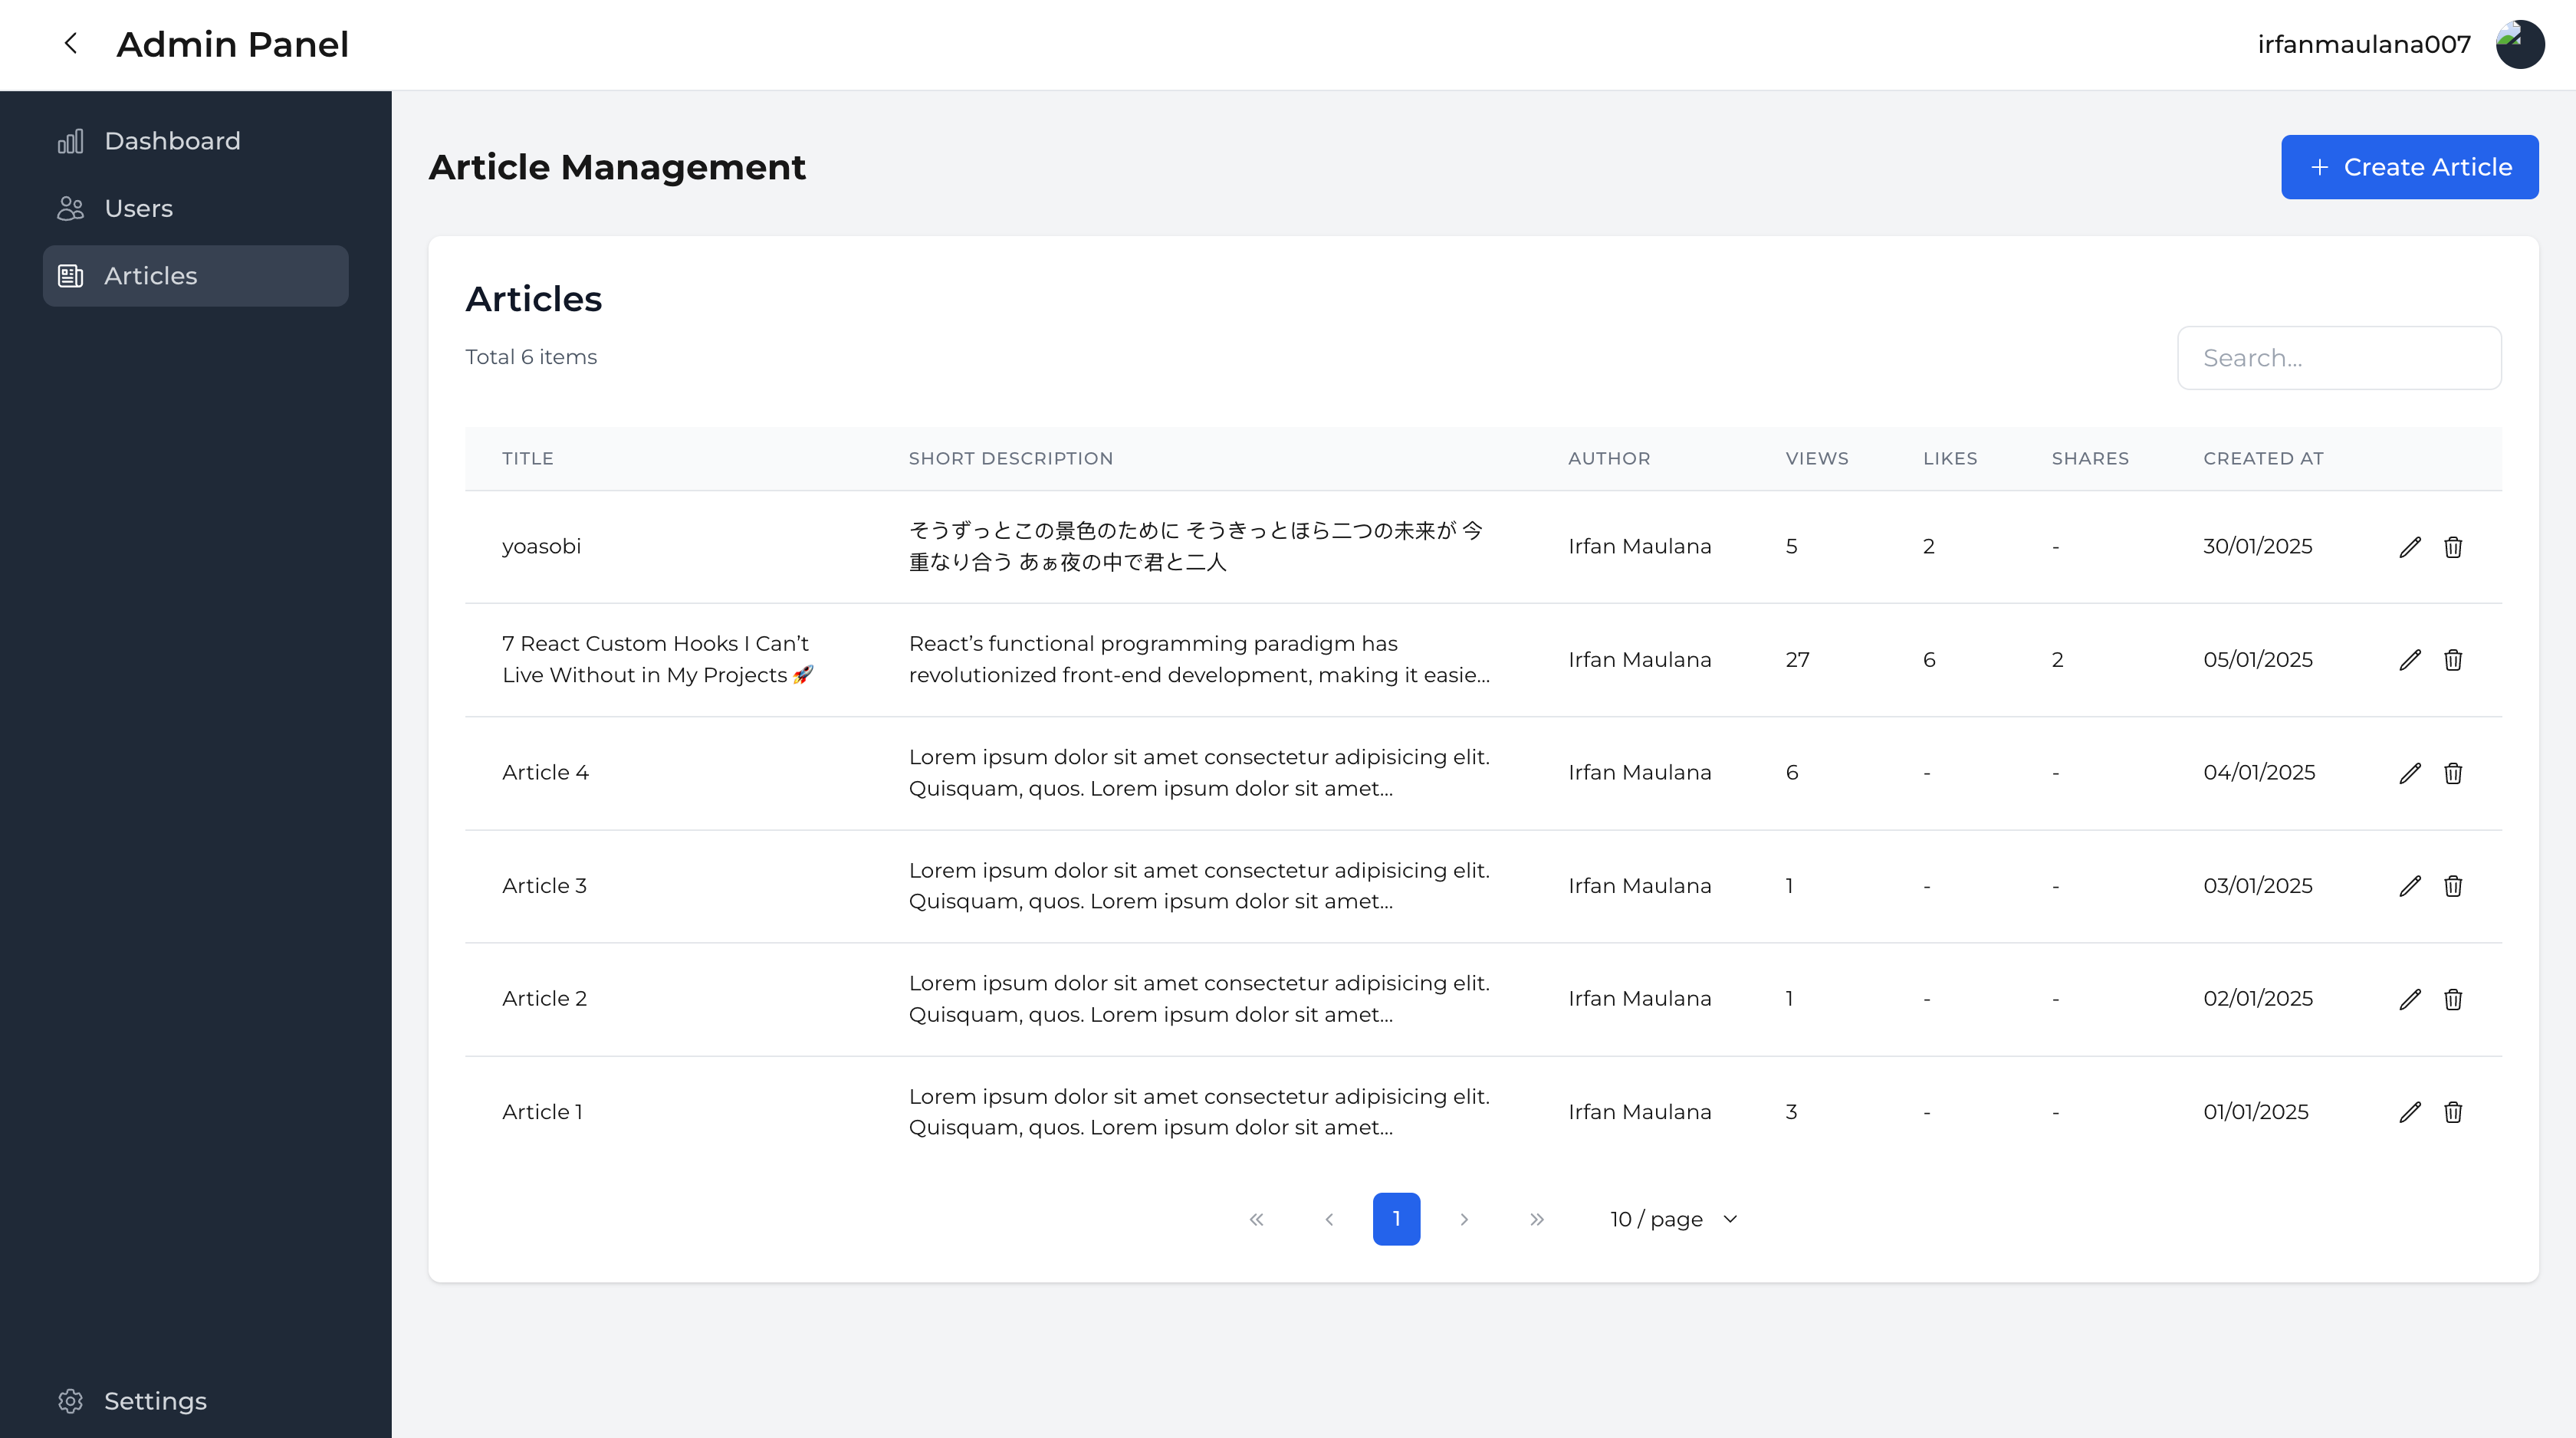 Admin Panel
irfanmaulana007
Dashboard
Users
Articles
Settings
Article Management
+ Create Article
Articles
Total 6 items
Search...
TITLE SHORT DESCRIPTION AUTHOR VIEWS LIKES SHARES CREATED AT
yoasobi
そうずっとこの景色のために そうきっとほら二つの未来が 今
重なり合う あぁ夜の中で君と二人
Irfan Maulana 5 2 - 30/01/2025
7 React Custom Hooks I Can’t
Live Without in My Projects 🚀
React’s functional programming paradigm has
revolutionized front-end development, making it easie...
Irfan Maulana 27 6 2 05/01/2025
Article 4
Lorem ipsum dolor sit amet consectetur adipisicing elit.
Quisquam, quos. Lorem ipsum dolor sit amet...
Irfan Maulana 6 - - 04/01/2025
Article 3
Lorem ipsum dolor sit amet consectetur adipisicing elit.
Quisquam, quos. Lorem ipsum dolor sit amet...
Irfan Maulana 1 - - 03/01/2025
Article 2
Lorem ipsum dolor sit amet consectetur adipisicing elit.
Quisquam, quos. Lorem ipsum dolor sit amet...
Irfan Maulana 1 - - 02/01/2025
Article 1
Lorem ipsum dolor sit amet consectetur adipisicing elit.
Quisquam, quos. Lorem ipsum dolor sit amet...
Irfan Maulana 3 - - 01/01/2025
« ‹ 1 › » 10 / page